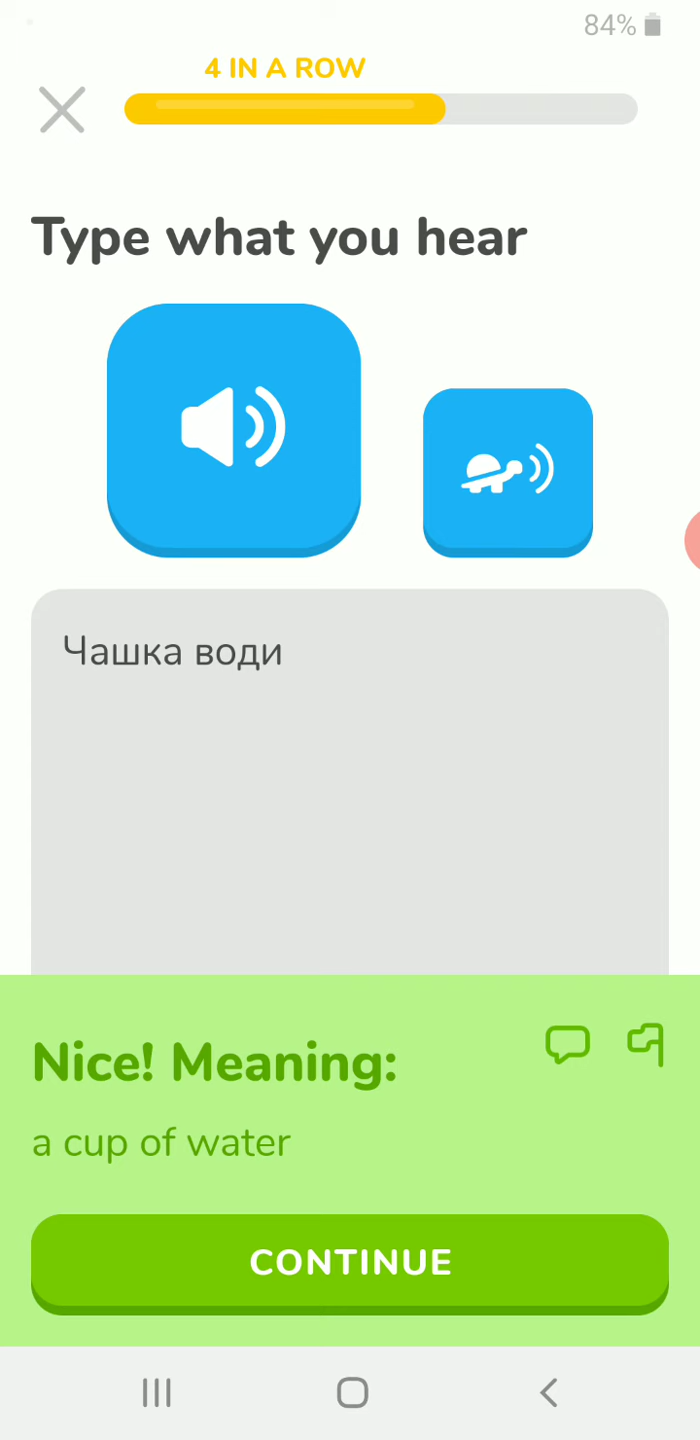 84%
4 IN A ROW
Type what you hear
Чашка води
Nice! Meaning:
a cup of water
CONTINUE